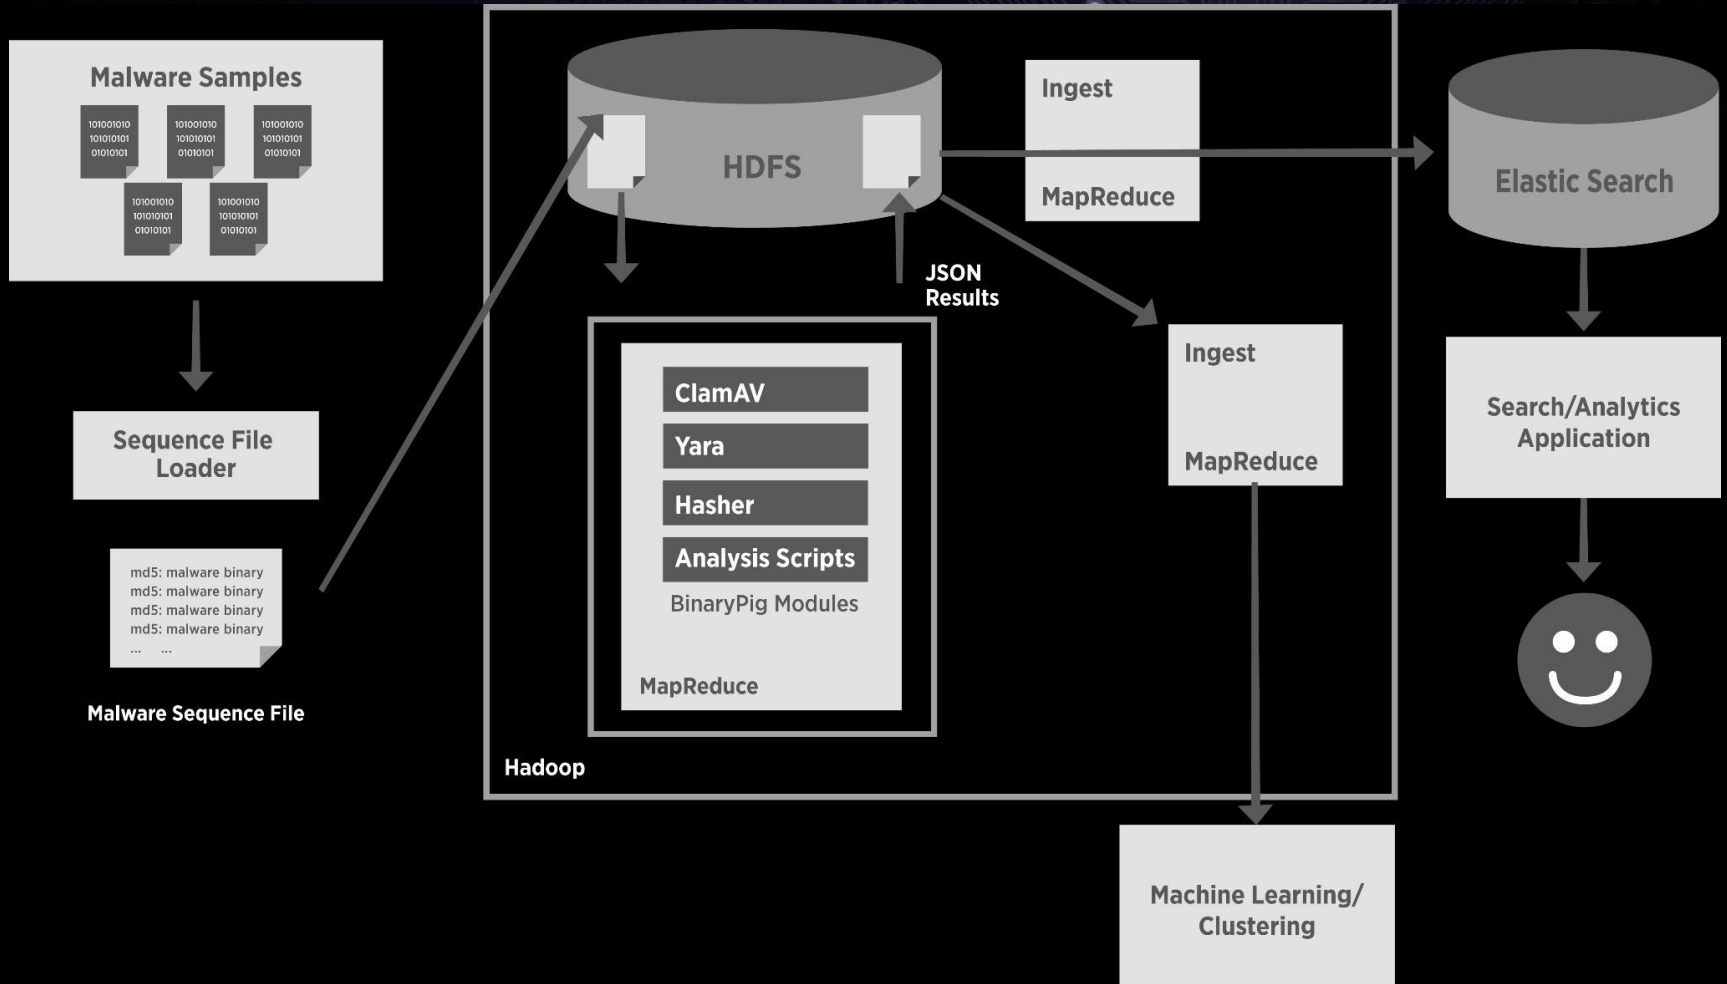 Malware Samples
101001010
101010101
01010101
101001010
101010101
01010101
101001010
101010101
01010101
101001010
101010101
01010101
101001010
101010101
01010101
Sequence File
Loader
md5: malware binary
md5: malware binary
md5: malware binary
md5: malware binary
... ...
Malware Sequence File
HDFS
JSON
Results
ClamAV
Yara
Hasher
Analysis Scripts
BinaryPig Modules
MapReduce
Hadoop
Ingest
MapReduce
Ingest
MapReduce
Machine Learning/
Clustering
Elastic Search
Search/Analytics
Application